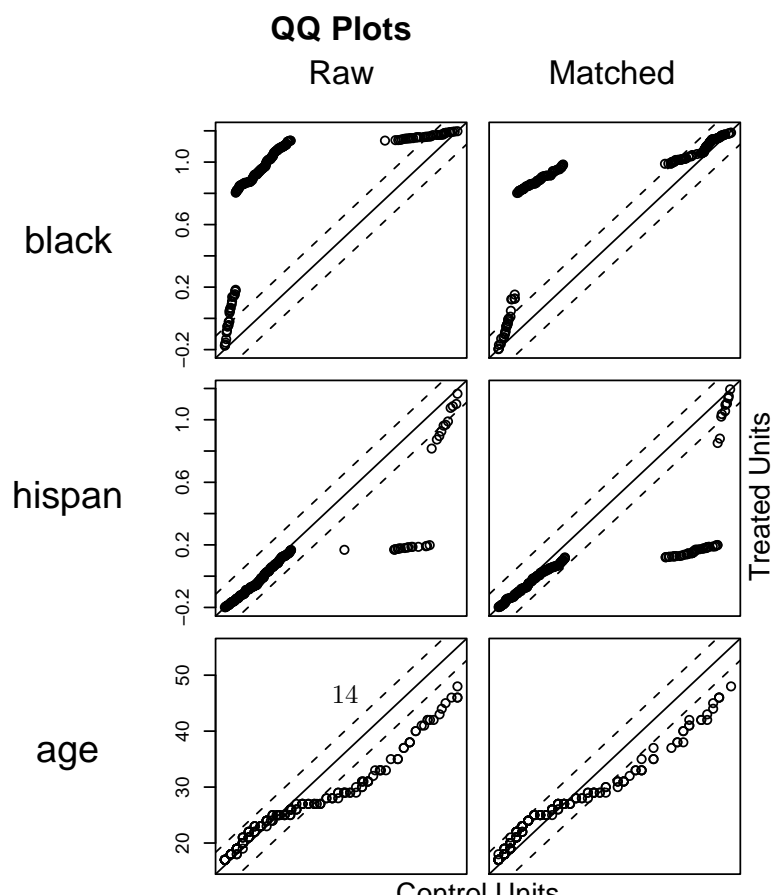 QQ Plots
Raw Matched
black
−0.2 0.2 0.6 1.0
hispan
−0.2 0.2 0.6 1.0
Treated Units
age
20 30 40 50
14
Control Units